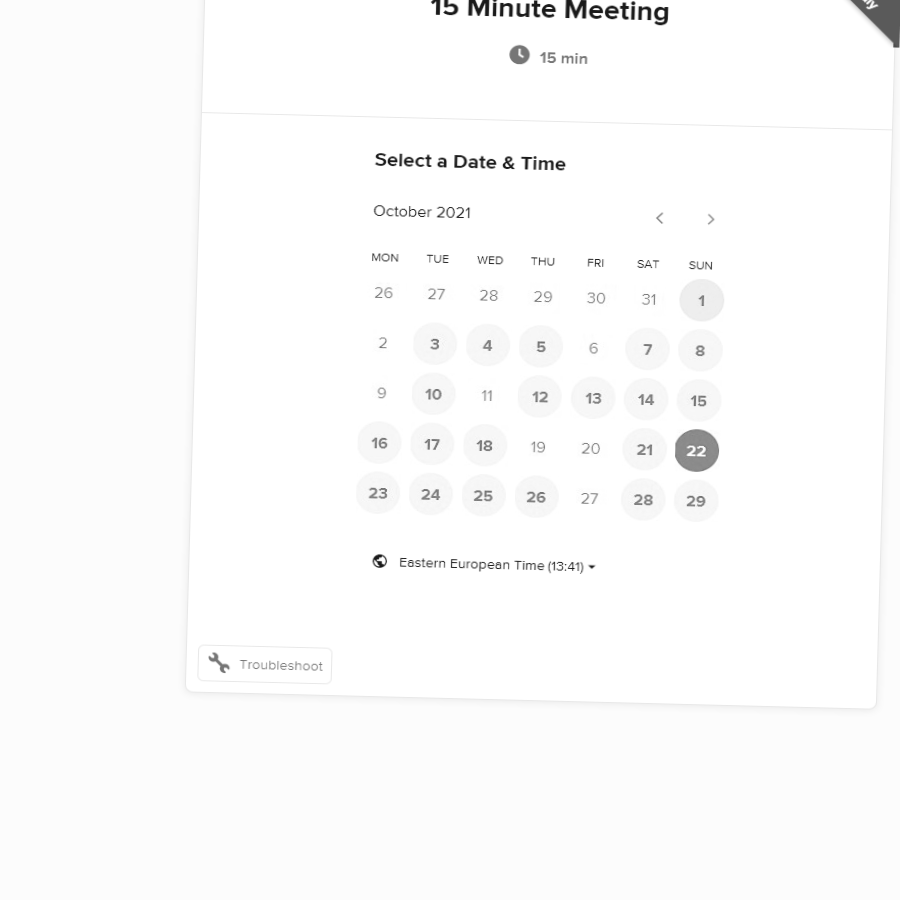 15 Minute Meeting
15 min
Select a Date & Time
October 2021
MON TUE WED THU FRI SAT SUN
26 27 28 29 30 31 1
2 3 4 5 6 7 8
9 10 11 12 13 14 15
16 17 18 19 20 21 22
23 24 25 26 27 28 29
Eastern European Time (13:41)
Troubleshoot